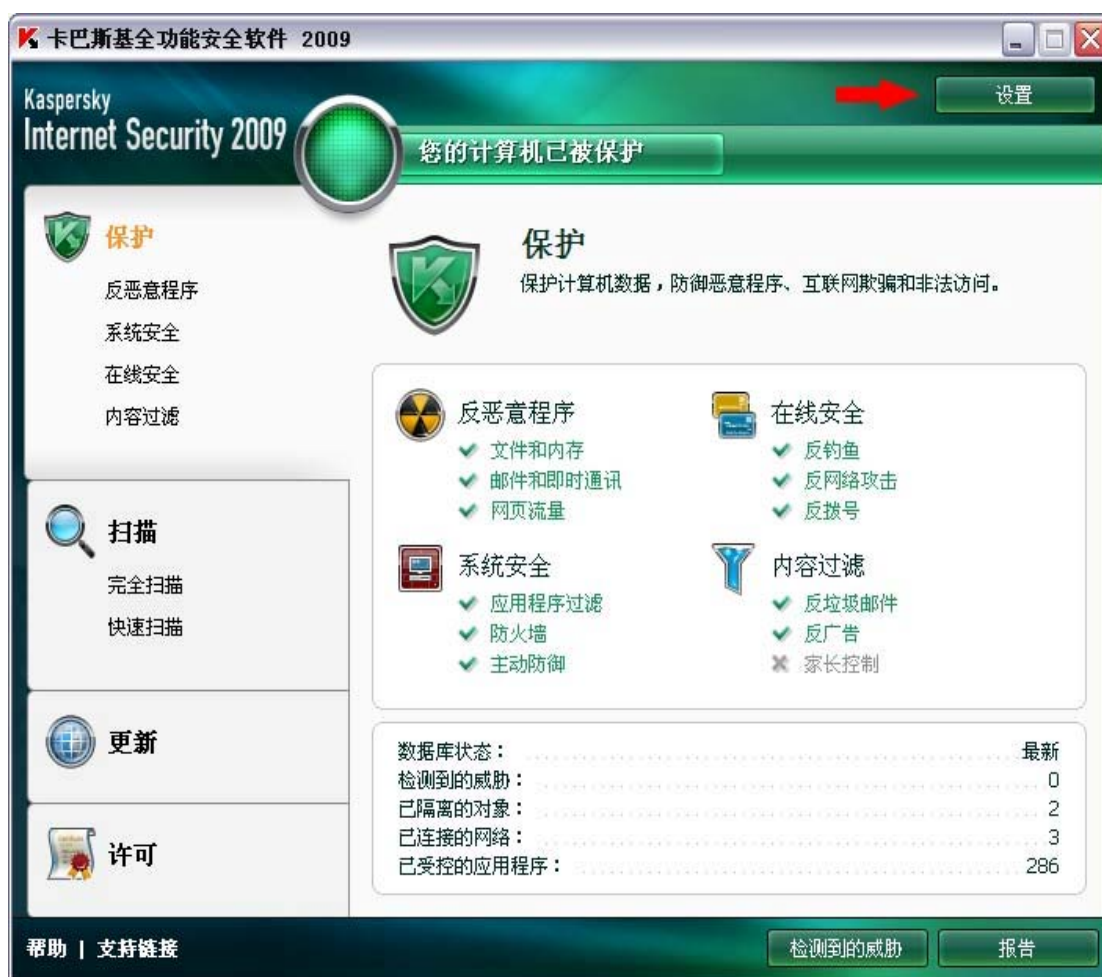 卡巴斯基全功能安全软件 2009
Kaspersky
Internet Security 2009
设置
您的计算机已被保护
保护
反恶意程序
系统安全
在线安全
内容过滤
扫描
完全扫描
快速扫描
更新
许可
保护
保护计算机数据，防御恶意程序、互联网欺骗和非法访问。
反恶意程序
文件和内存
邮件和即时通讯
网页流量
在线安全
反钓鱼
反网络攻击
反拨号
系统安全
应用程序过滤
防火墙
主动防御
内容过滤
反垃圾邮件
反广告
家长控制
数据库状态： 最新
检测到的威胁： 0
已隔离的对象： 2
已连接的网络： 3
已受控的应用程序： 286
帮助 | 支持链接
检测到的威胁
报告